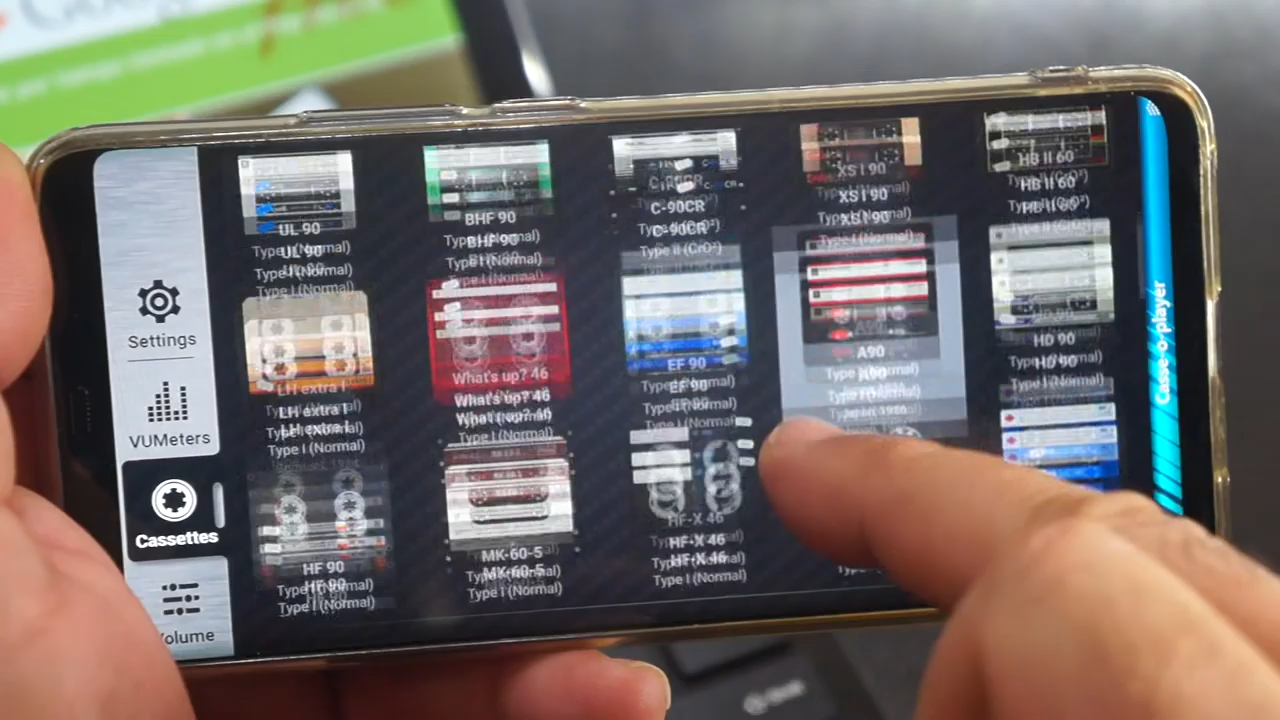 Settings
VUMeters
Cassettes
Volume
UL 90
Type I (Normal)
BHF 90
Type I (Normal)
C-90CR
Type II (CrO²)
XS I 90
Type I (Normal)
HB II 60
Type II (CrO²)
LH extra I
Type I (Normal)
What's up? 46
Type I (Normal)
EF 90
Type I (Normal)
A90
Type I (Normal)
HD 90
Type I (Normal)
HF 90
Type I (Normal)
MK-60-5
Type I (Normal)
HF-X 46
Type I (Normal)
Casse-o-player